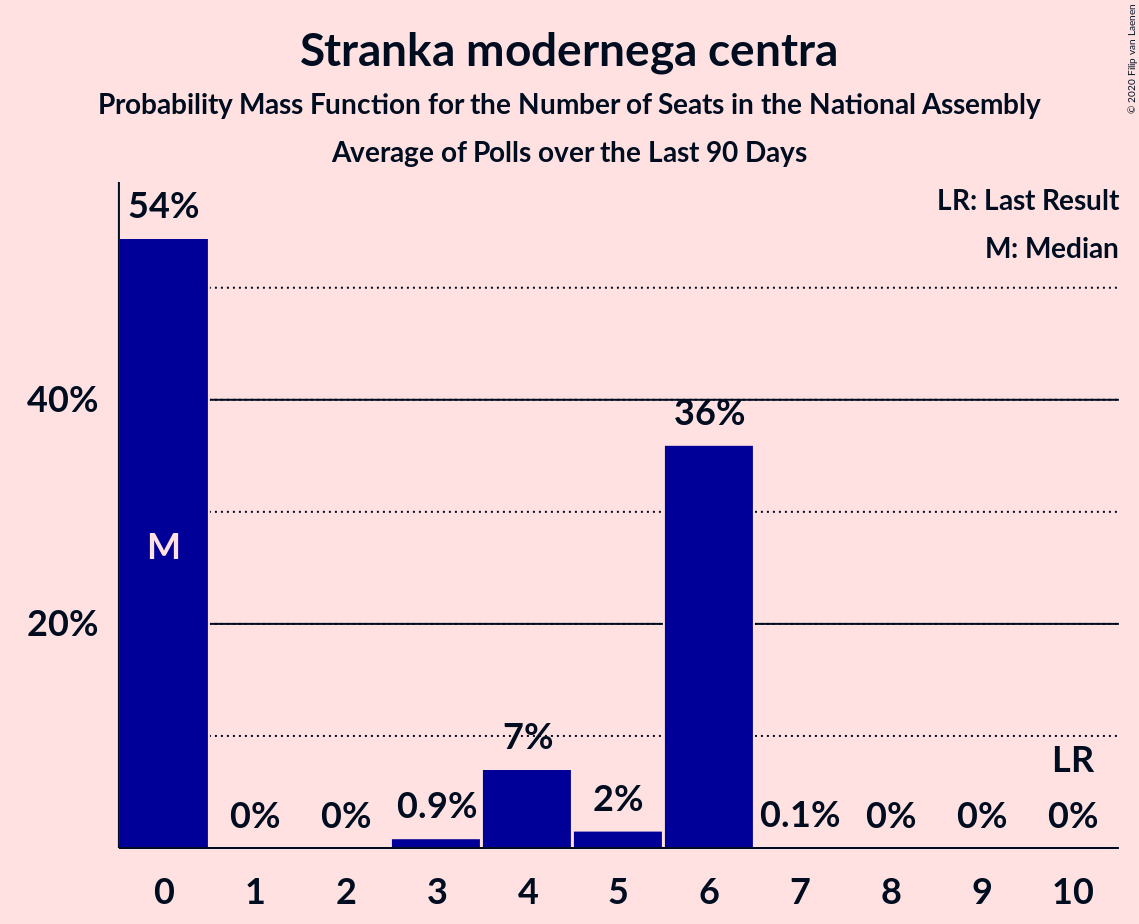 Stranka modernega centra
Probability Mass Function for the Number of Seats in the National Assembly
Average of Polls over the Last 90 Days
© 2020 Filip van Laenen
LR: Last Result
M: Median
54%
40%
36%
M
20%
7%
LR
0%
0%
0.9%
2%
0.1%
0%
0%
0%
0 1 2 3 4 5 6 7 8 9 10